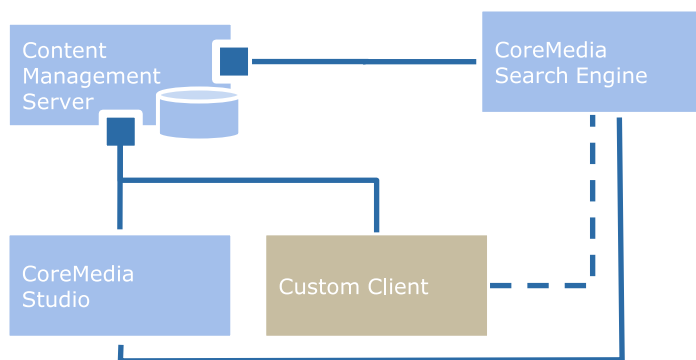 Content
Management
Server
CoreMedia
Search Engine
CoreMedia
Studio
Custom Client